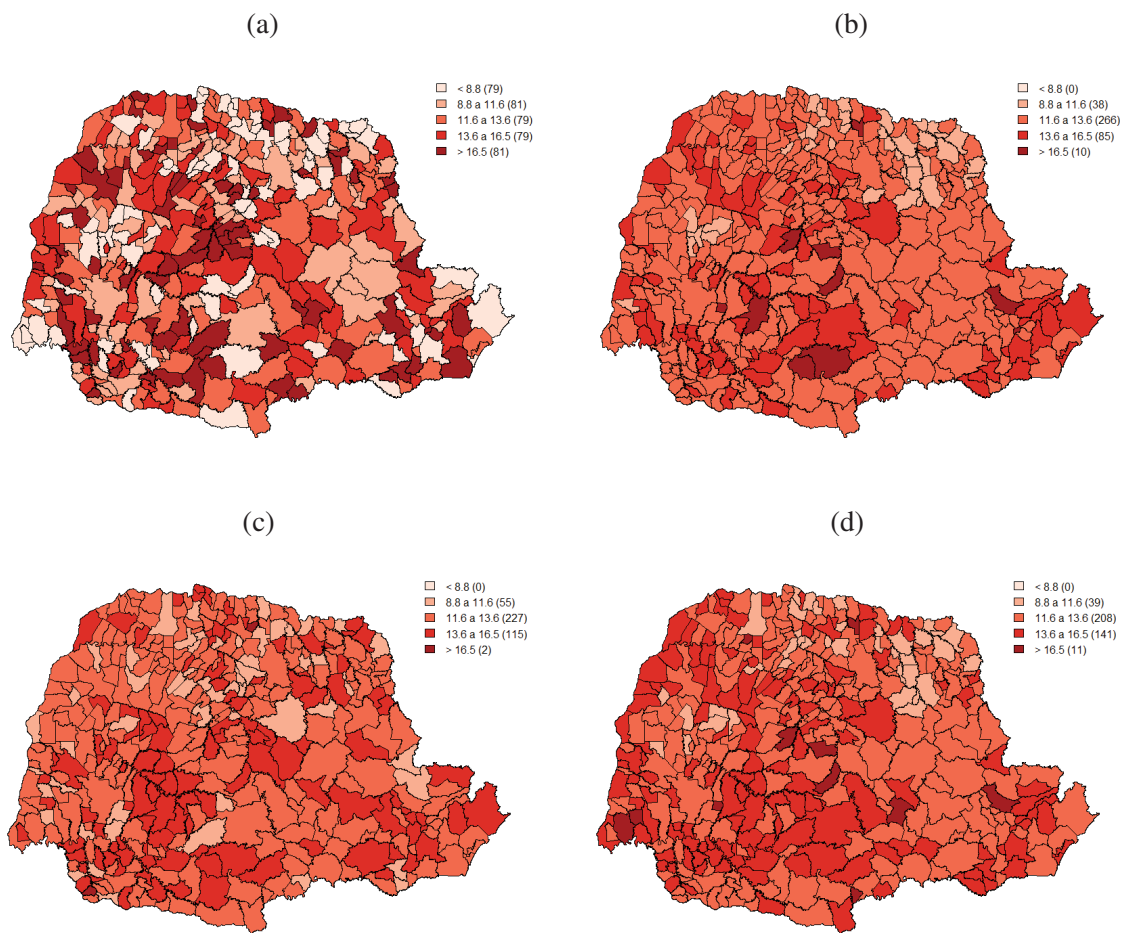 (a)
< 8.8 (79)
8.8 a 11.6 (81)
11.6 a 13.6 (79)
13.6 a 16.5 (79)
> 16.5 (81)
(b)
< 8.8 (0)
8.8 a 11.6 (38)
11.6 a 13.6 (266)
13.6 a 16.5 (85)
> 16.5 (10)
(c)
< 8.8 (0)
8.8 a 11.6 (55)
11.6 a 13.6 (227)
13.6 a 16.5 (115)
> 16.5 (2)
(d)
< 8.8 (0)
8.8 a 11.6 (39)
11.6 a 13.6 (208)
13.6 a 16.5 (141)
> 16.5 (11)